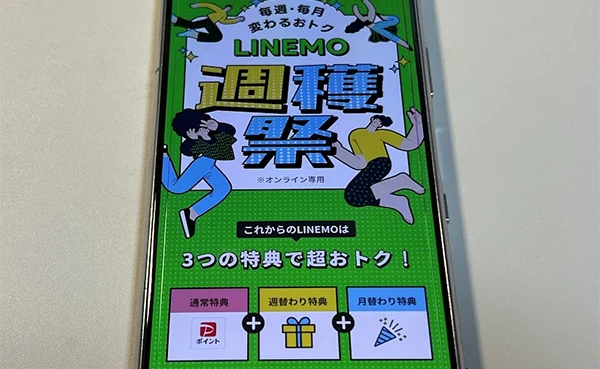 毎週・毎月
変わるおトク
LINEMO
週穫
祭
※オンライン専用
これからのLINEMOは
3つの特典で超おトク！
通常特典
週替わり特典
月替わり特典
P
ポイント
+
+